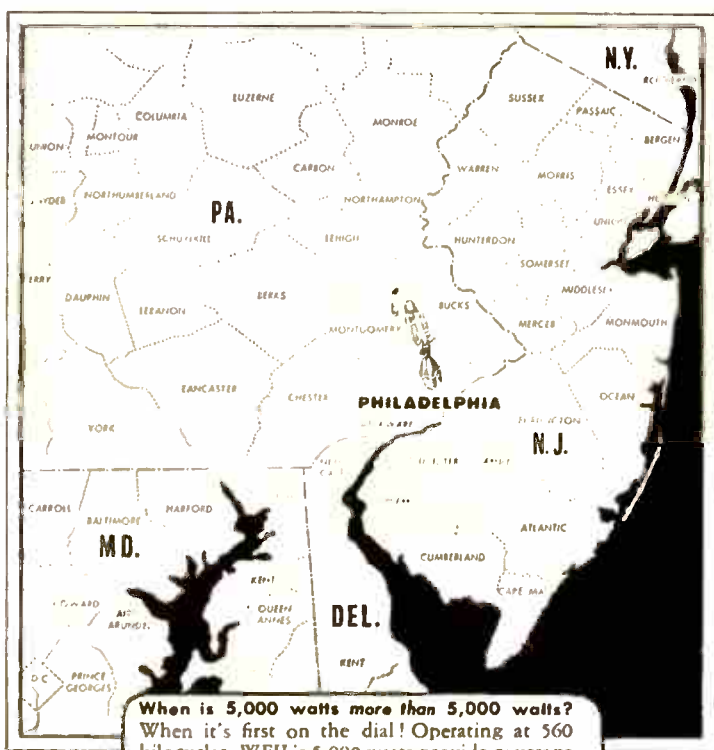 N.Y.
SUSSEX
PASSAIC
BERGEN
LUZERNE
COLUMBIA
MONROE
MONTOUR
UNION
CARBON
WARREN
MORRIS
ESSEX
NORTHUMBERLAND
NORTHAMPTON
PA.
SCHUYLKILL
LEHIGH
HUNTERDON
SOMERSET
ERRY
DAUPHIN
LEBANON
BERKS
BUCKS
MIDDLESEX
MONTGOMERY
MERCER
MONMOUTH
LANCASTER
CHESTER
PHILADELPHIA
OCEAN
YORK
N.J.
CARROLL
BALTIMORE
HARFORD
ATLANTIC
MD.
CUMBERLAND
KENT
CAPE MA
QUEEN
ANNES
DEL.
KENT
D C
PRINCE
GEORGES
When is 5,000 watts more than 5,000 watts?
When it's first on the dial! Operating at 560